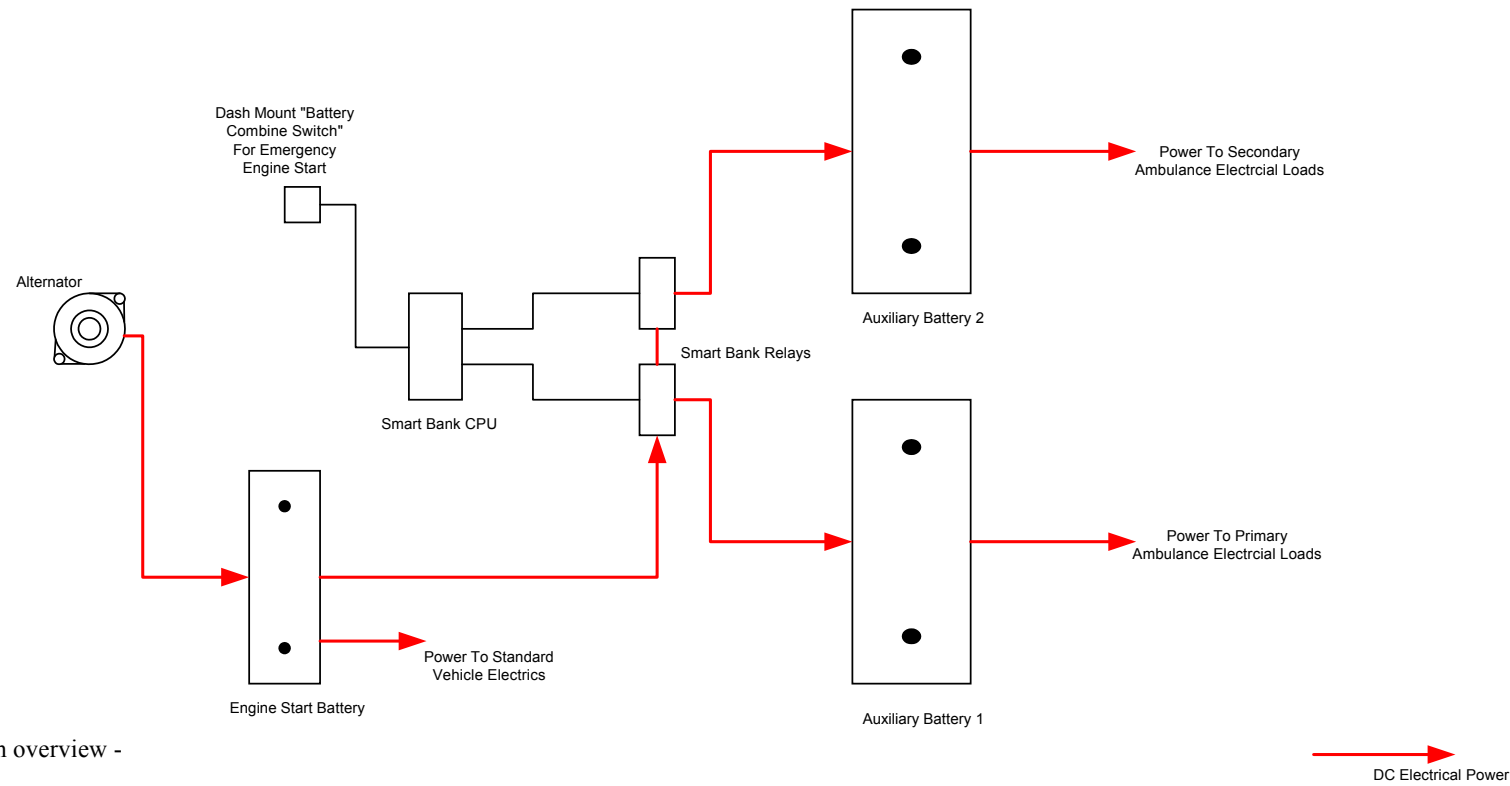 Dash Mount "Battery
Combine Switch"
For Emergency
Engine Start
Power To Secondary
Ambulance Electrcial Loads
Alternator
Auxiliary Battery 2
Smart Bank Relays
Smart Bank CPU
Power To Primary
Ambulance Electrcial Loads
Power To Standard
Vehicle Electrics
Engine Start Battery
Auxiliary Battery 1
overview -
DC Electrical Power